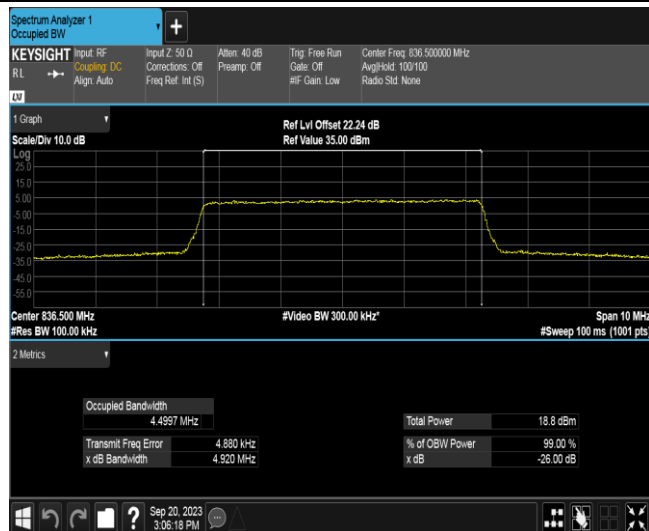 Spectrum Analyzer 1
Occupied BW
+
KEYSIGHT
RL
Input: RF
Coupling: DC
Align: Auto
Input Z: 50 Ω
Corrections: Off
Freq Ref: Int (S)
Atten: 40 dB
Preamp: Off
Trig: Free Run
Gate: Off
#IF Gain: Low
Center Freq: 836.500000 MHz
Avg|Hold: 100/100
Radio Std: None
1 Graph
Scale/Div 10.0 dB
Ref Lvl Offset 22.24 dB
Ref Value 35.00 dBm
Log
25.0
15.0
5.00
-5.00
-15.0
-25.0
-35.0
-45.0
-55.0
Center 836.500 MHz
#Res BW 100.00 kHz
#Video BW 300.00 kHz*
Span 10 MHz
#Sweep 100 ms (1001 pts)
2 Metrics
Occupied Bandwidth
4.4997 MHz
Transmit Freq Error 4.880 kHz
x dB Bandwidth 4.920 MHz
Total Power 18.8 dBm
% of OBW Power 99.00 %
x dB -26.00 dB
?
Sep 20, 2023
3:06:18 PM